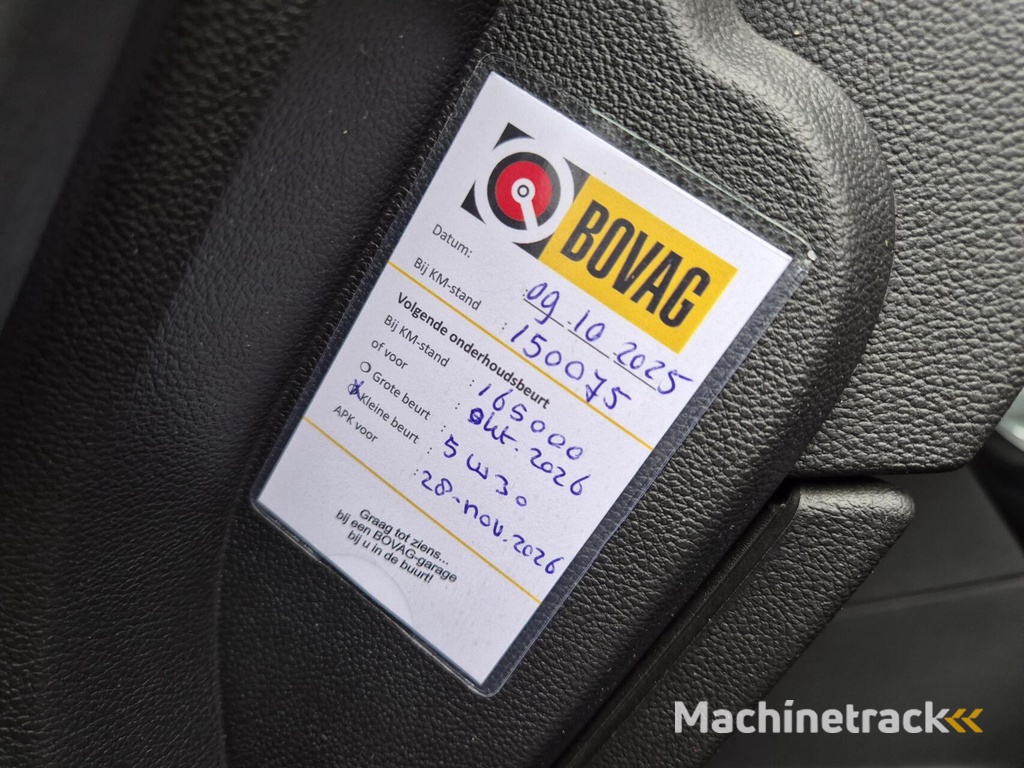 BOVAG
Datum: : 09.10.2025
Bij KM-stand : 150075
Volgende onderhoudsbeurt
Bij KM-stand : 165000
of voor : okt. 2026
Grote beurt : 5w30
X Kleine beurt
APK voor : 28-nov.2026
Graag tot ziens...
bij een BOVAG-garage
bij u in de buurt!
Machinetrack